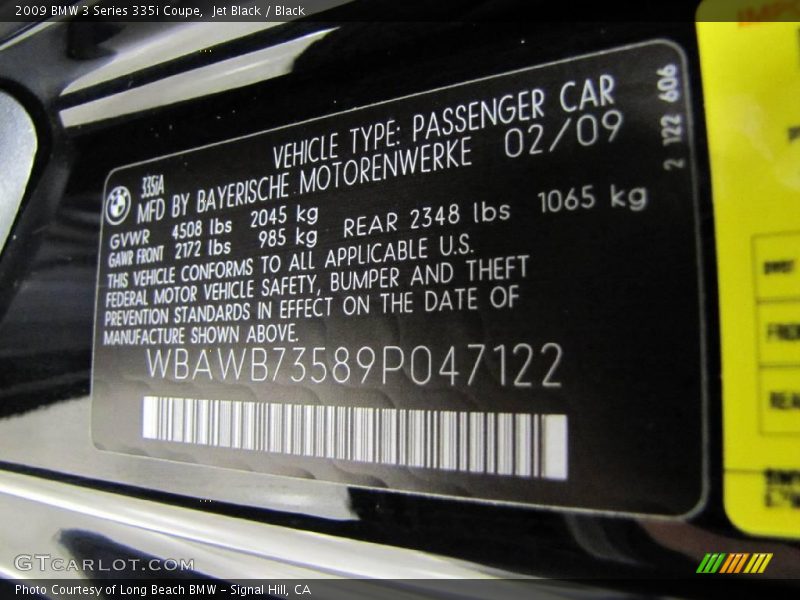 2009 BMW 3 Series 335i Coupe, Jet Black / Black
335iA
VEHICLE TYPE: PASSENGER CAR
MFD BY BAYERISCHE MOTORENWERKE 02/09
GVWR 4508 lbs 2045 kg
GAWR FRONT 2172 lbs 985 kg REAR 2348 lbs 1065 kg
THIS VEHICLE CONFORMS TO ALL APPLICABLE U.S.
FEDERAL MOTOR VEHICLE SAFETY, BUMPER AND THEFT
PREVENTION STANDARDS IN EFFECT ON THE DATE OF
MANUFACTURE SHOWN ABOVE.
WBAWB73589P047122
2 122 606
GTCARLOT.COM
Photo Courtesy of Long Beach BMW - Signal Hill, CA